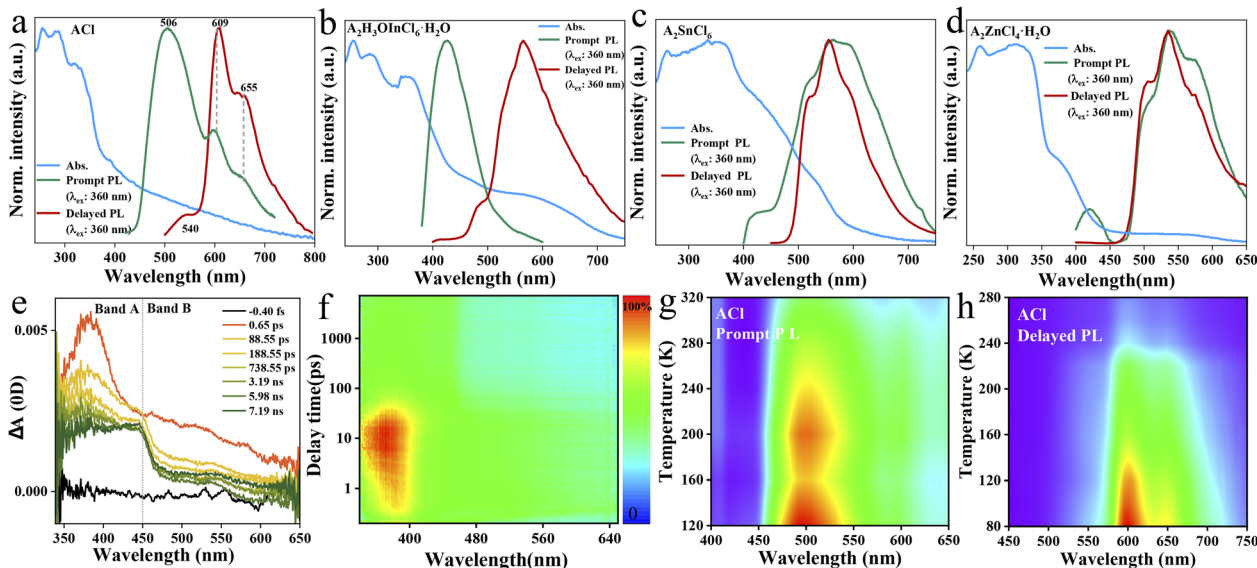 a
ACl
506
609
655
540
Abs.
Prompt PL
(λex: 360 nm)
Delayed PL
(λex: 360 nm)
Norm. intensity (a.u.)
200 300 400 500 600 700 800
Wavelength (nm)
b
A2H3OInCl6·H2O
Abs.
Prompt PL
(λex: 360 nm)
Delayed PL
(λex: 360 nm)
Norm. intensity (a.u.)
300 400 500 600 700
Wavelength (nm)
c
A2SnCl6
Abs.
Prompt PL
(λex: 360 nm)
Delayed PL
(λex: 360 nm)
Norm. intensity (a.u.)
250 350 450 550 650 750
Wavelength (nm)
d
A2ZnCl4·H2O
Abs.
Prompt PL
(λex: 360 nm)
Delayed PL
(λex: 360 nm)
Norm. intensity (a.u.)
250 300 350 400 450 500 550 600 650
Wavelength(nm)
e
Band A
Band B
-0.40 fs
0.65 ps
88.55 ps
188.55 ps
738.55 ps
3.19 ns
5.98 ns
7.19 ns
0.005
0.000
ΔA (0D)
350 400 450 500 550 600 650
Wavelength (nm)
f
1000
100
10
1
Delay time(ps)
400 480 560 640
Wavelength(nm)
100%
0
g
ACl
Prompt P L
320
280
240
200
160
120
Temperature (K)
400 450 500 550 600 650 700
Wavelength (nm)
h
ACl
Delayed PL
280
240
200
160
120
80
Temperature (K)
450 500 550 600 650 700 750
Wavelength (nm)